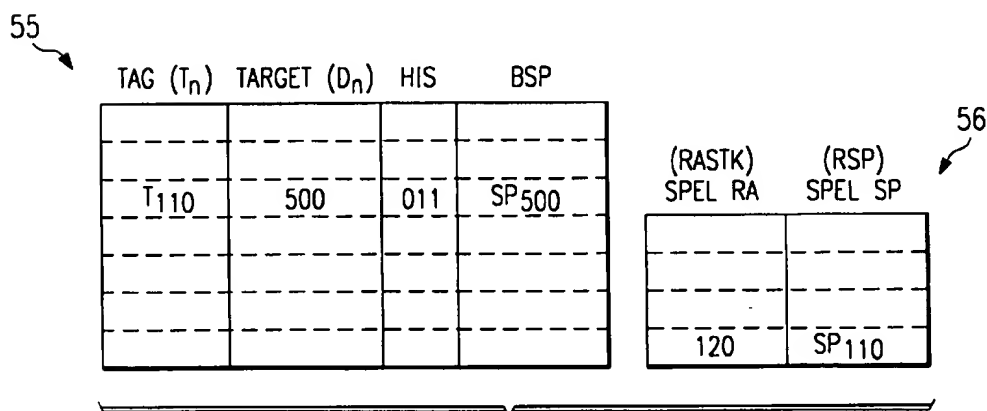 55
TAG (Tn) TARGET (Dn) HIS BSP
56
(RASTK) (RSP)
SPEL RA SPEL SP
T110 500 011 SP500
120 SP110